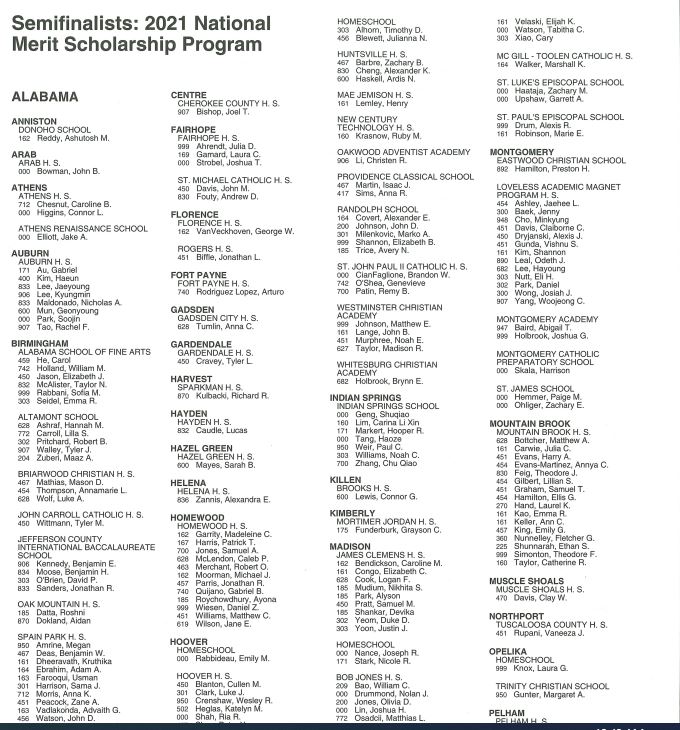 Semifinalists: 2021 National
Merit Scholarship Program
ALABAMA
ANNISTON
DONOHO SCHOOL
162 Reddy, Ashutosh M.
ARAB
ARAB H. S.
000 Bowman, John B.
ATHENS
ATHENS H. S.
712 Chesnut, Caroline B.
000 Higgins, Connor L.
ATHENS RENAISSANCE SCHOOL
000 Elliott, Jake A.
AUBURN
AUBURN H. S.
171 Au, Gabriel
400 Kim, Haeun
833 Lee, Jaeyoung
906 Lee, Kyungmin
833 Maldonado, Nicholas A.
600 Mun, Geonyoung
000 Park, Soojin
907 Tao, Rachel F.
BIRMINGHAM
ALABAMA SCHOOL OF FINE ARTS
459 He, Carol
742 Holland, William M.
450 Jason, Elizabeth J.
832 McAlister, Taylor N.
999 Rabbani, Sofia M.
303 Seidel, Emma R.
ALTAMONT SCHOOL
628 Ashraf, Hannah M.
772 Carroll, Lilla S.
302 Pritchard, Robert B.
907 Walley, Tyler J.
204 Zuberi, Maaz A.
BRIARWOOD CHRISTIAN H. S.
467 Mathias, Mason D.
454 Thompson, Annamarie L.
628 Wolf, Luke A.
JOHN CARROLL CATHOLIC H. S.
450 Wittmann, Tyler M.
JEFFERSON COUNTY
INTERNATIONAL BACCALAUREATE
SCHOOL
906 Kennedy, Benjamin E.
834 Moose, Benjamin H.
303 O'Brien, David P.
833 Sanders, Jonathan R.
OAK MOUNTAIN H. S.
185 Datta, Roshni
870 Dokland, Aidan
SPAIN PARK H. S.
950 Amrine, Megan
467 Deas, Benjamin W.
161 Dheeravath, Kruthika
164 Ebrahim, Adam A.
163 Farooqui, Usman
301 Harrison, Sama J.
712 Morris, Anna K.
451 Peacock, Zane A.
163 Vadlakonda, Advaith G.
456 Watson, John D.
CENTRE
CHEROKEE COUNTY H. S.
907 Bishop, Joel T.
FAIRHOPE
FAIRHOPE H. S.
999 Ahrendt, Julia D.
169 Gamard, Laura C.
000 Strobel, Joshua T.
ST. MICHAEL CATHOLIC H. S.
450 Davis, John M.
830 Fouty, Andrew D.
FLORENCE
FLORENCE H. S.
162 VanVeckhoven, George W.
ROGERS H. S.
451 Biffle, Jonathan L.
FORT PAYNE
FORT PAYNE H. S.
740 Rodriguez Lopez, Arturo
GADSDEN
GADSDEN CITY H. S.
628 Tumlin, Anna C.
GARDENDALE
GARDENDALE H. S.
450 Cravey, Tyler L.
HARVEST
SPARKMAN H. S.
870 Kulbacki, Richard R.
HAYDEN
HAYDEN H. S.
832 Caudle, Lucas
HAZEL GREEN
HAZEL GREEN H. S.
600 Mayes, Sarah B.
HELENA
HELENA H. S.
836 Zannis, Alexandra E.
HOMEWOOD
HOMEWOOD H. S.
162 Garrity, Madeleine C.
167 Harris, Patrick T.
700 Jones, Samuel A.
628 McLendon, Caleb P.
463 Merchant, Robert O.
162 Moorman, Michael J.
457 Parris, Jonathan R.
740 Quijano, Gabriel B.
185 Roychowdhury, Ayona
999 Wiesen, Daniel Z.
451 Williams, Matthew C.
619 Wilson, Jane E.
HOOVER
HOMESCHOOL
000 Rabbideau, Emily M.
HOOVER H. S.
450 Blanton, Cullen M.
301 Clark, Luke J.
950 Crenshaw, Wesley R.
502 Heglas, Katelyn M.
000 Shah, Ria R.
HOMESCHOOL
303 Alhorn, Timothy D.
456 Blewett, Julianna N.
HUNTSVILLE H. S.
467 Barbre, Zachary B.
830 Cheng, Alexander K.
600 Haskell, Ardis N.
MAE JEMISON H. S.
161 Lemley, Henry
NEW CENTURY
TECHNOLOGY H. S.
160 Krasnow, Ruby M.
OAKWOOD ADVENTIST ACADEMY
906 Li, Christen R.
PROVIDENCE CLASSICAL SCHOOL
467 Martin, Isaac J.
417 Sims, Anna R.
RANDOLPH SCHOOL
164 Covert, Alexander E.
200 Johnson, John D.
301 Milenkovic, Marko A.
999 Shannon, Elizabeth B.
185 Trice, Avery N.
ST. JOHN PAUL II CATHOLIC H. S.
000 CianFaglione, Brandon W.
742 O'Shea, Genevieve
700 Patin, Remy B.
WESTMINSTER CHRISTIAN
ACADEMY
999 Johnson, Matthew E.
161 Lange, John B.
451 Murphree, Noah E.
627 Taylor, Madison R.
WHITESBURG CHRISTIAN
ACADEMY
682 Holbrook, Brynn E.
INDIAN SPRINGS
INDIAN SPRINGS SCHOOL
000 Geng, Shuqiao
160 Lim, Carina Li Xin
171 Markert, Hooper R.
000 Tang, Haoze
950 Weir, Paul C.
303 Williams, Noah C.
700 Zhang, Chu Qiao
KILLEN
BROOKS H. S.
600 Lewis, Connor G.
KIMBERLY
MORTIMER JORDAN H. S.
175 Funderburk, Grayson C.
MADISON
JAMES CLEMENS H. S.
162 Bendickson, Caroline M.
161 Congo, Elizabeth C.
628 Cook, Logan F.
185 Mudium, Nikhita S.
185 Park, Alyson
450 Pratt, Samuel M.
185 Shankar, Devika
302 Yeom, Duke D.
303 Yoon, Justin J.
HOMESCHOOL
000 Nance, Joseph R.
171 Stark, Nicole R.
BOB JONES H. S.
209 Bao, William C.
000 Drummond, Nolan J.
200 Jones, Olivia D.
000 Lin, Joshua H.
772 Osadcii, Matthias L.
161 Velaski, Elijah K.
000 Watson, Tabitha C.
303 Xiao, Cary
MC GILL - TOOLEN CATHOLIC H. S.
164 Walker, Marshall K.
ST. LUKE'S EPISCOPAL SCHOOL
000 Haataja, Zachary M.
000 Upshaw, Garrett A.
ST. PAUL'S EPISCOPAL SCHOOL
999 Drum, Alexis R.
161 Robinson, Marie E.
MONTGOMERY
EASTWOOD CHRISTIAN SCHOOL
892 Hamilton, Preston H.
LOVELESS ACADEMIC MAGNET
PROGRAM H. S.
454 Ashley, Jaehee L.
300 Baek, Jenny
948 Cho, Minkyung
451 Davis, Claiborne C.
450 Dryjanski, Alexis J.
451 Gunda, Vishnu S.
161 Kim, Shannon
890 Leal, Odeth J.
682 Lee, Hayoung
303 Nutt, Eli H.
302 Park, Daniel
300 Wong, Josiah J.
907 Yang, Woojeong C.
MONTGOMERY ACADEMY
947 Baird, Abigail T.
999 Holbrook, Joshua G.
MONTGOMERY CATHOLIC
PREPARATORY SCHOOL
000 Skala, Harrison
ST. JAMES SCHOOL
000 Hemmer, Paige M.
000 Ohliger, Zachary E.
MOUNTAIN BROOK
MOUNTAIN BROOK H. S.
628 Bottcher, Matthew A.
161 Carwie, Julia C.
451 Evans, Harry A.
454 Evans-Martinez, Annya C.
830 Feig, Theodore J.
454 Gilbert, Lillian S.
451 Graham, Samuel T.
454 Hamilton, Ellis G.
270 Hand, Laurel K.
161 Kao, Emma R.
161 Keller, Ann C.
457 King, Emily G.
360 Nunnelley, Fletcher G.
225 Shunnarah, Ethan S.
999 Simonton, Theodore F.
160 Taylor, Catherine R.
MUSCLE SHOALS
MUSCLE SHOALS H. S.
470 Davis, Clay W.
NORTHPORT
TUSCALOOSA COUNTY H. S.
451 Rupani, Vaneeza J.
OPELIKA
HOMESCHOOL
999 Knox, Laura G.
TRINITY CHRISTIAN SCHOOL
950 Gunter, Margaret A.
PELHAM
PELHAM H. S.